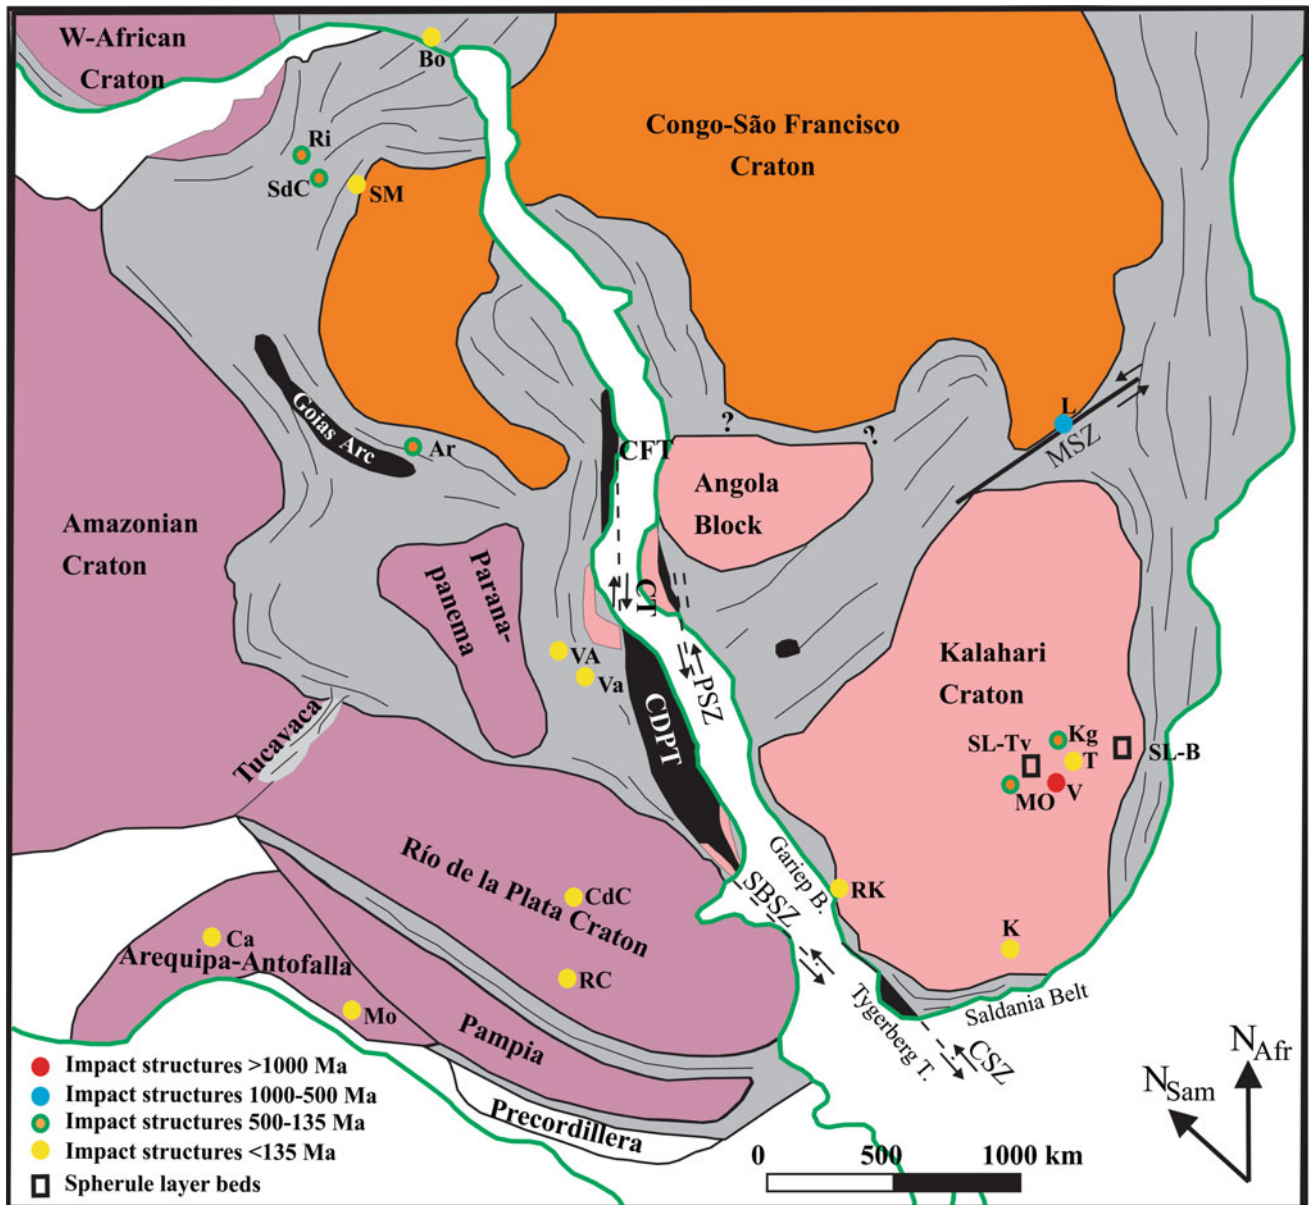 W-African
Craton
Bo
Congo-São Francisco
Craton
Ri
SdC
SM
Goias Arc
Ar
CFT
?
?
L
MSZ
Angola
Block
Amazonian
Craton
Parana-
panema
CT
VA
Va
PSZ
CDPT
Kalahari
Craton
SL-Tv
Kg
T
SL-B
MO
V
Tucavaca
Río de la Plata Craton
CdC
SBSZ
Gariep B.
RK
K
Ca
Arequipa-Antofalla
RC
Mo
Pampia
Precordillera
Tygerberg T.
Saldania Belt
CSZ
Impact structures >1000 Ma
Impact structures 1000-500 Ma
Impact structures 500-135 Ma
Impact structures <135 Ma
Spherule layer beds
0 500 1000 km
NSam
NAfr